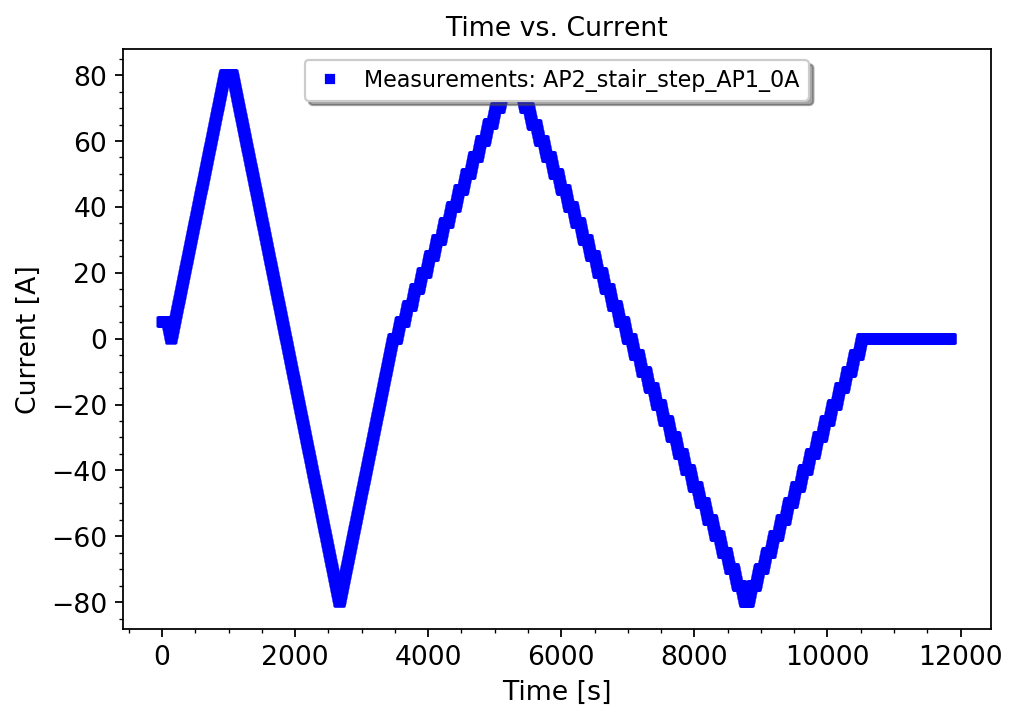 Time vs. Current
Measurements: AP2_stair_step_AP1_0A
80
60
40
20
0
−20
−40
−60
−80
Current [A]
0 2000 4000 6000 8000 10000 12000
Time [s]